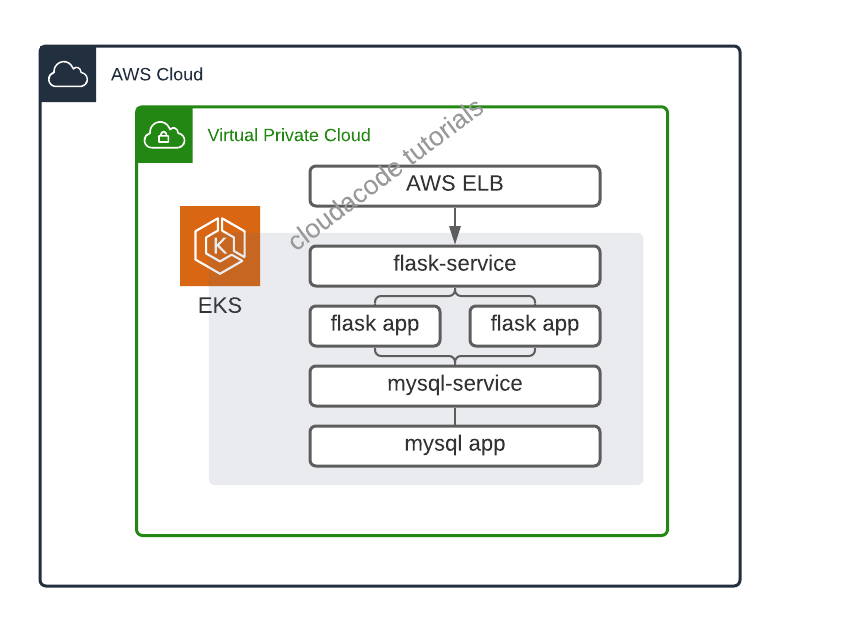 AWS Cloud
Virtual Private Cloud
cloudacode tutorials
AWS ELB
K
EKS
flask-service
flask app
flask app
mysql-service
mysql app